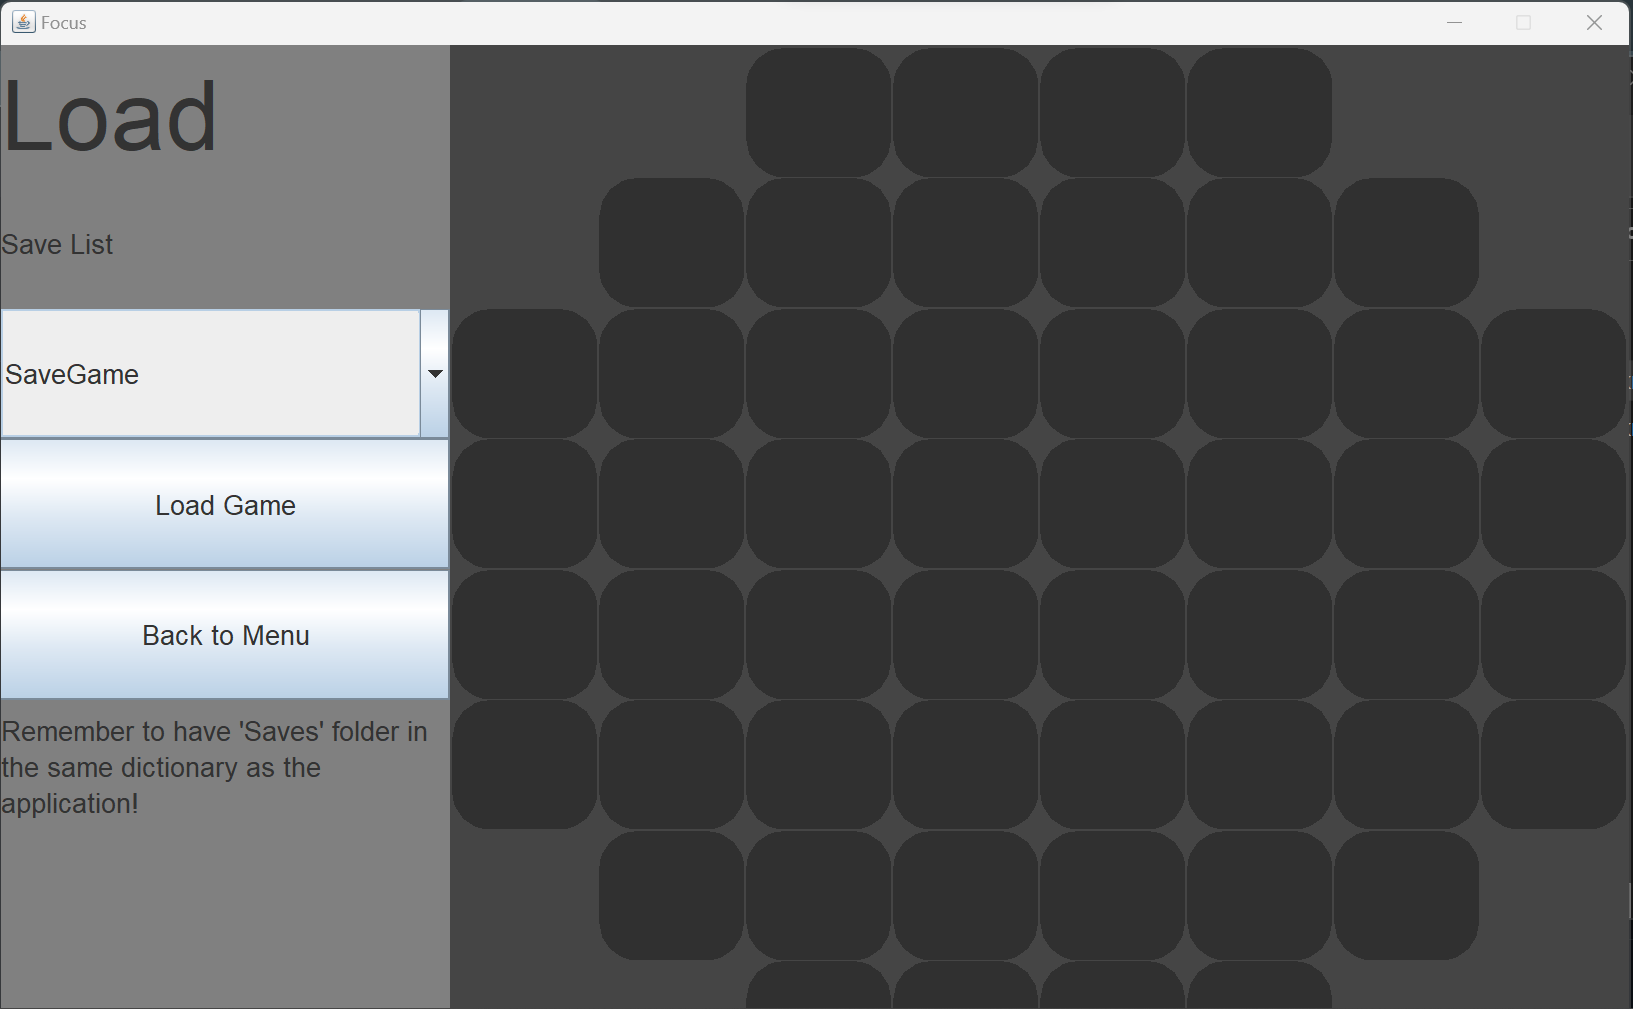 Focus
Load
Save List
SaveGame
Load Game
Back to Menu
Remember to have 'Saves' folder in
the same dictionary as the
application!